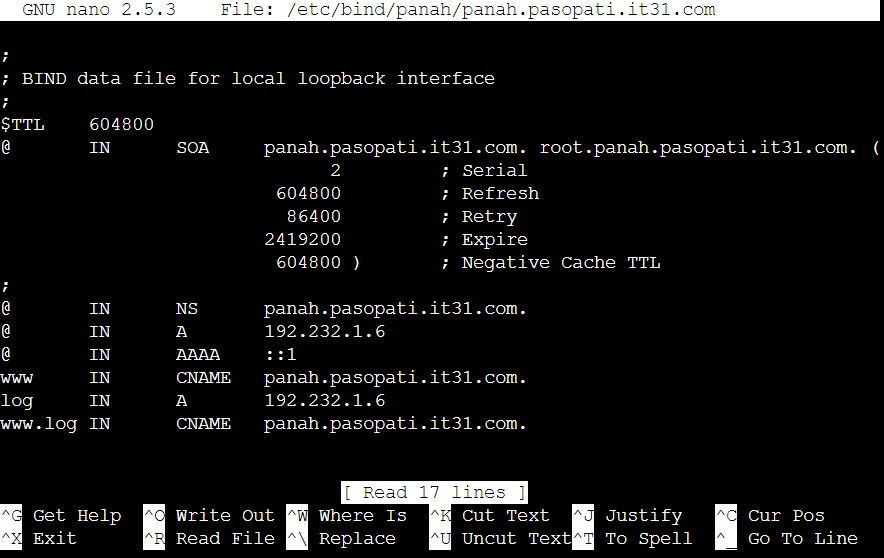 GNU nano 2.5.3    File: /etc/bind/panah/panah.pasopati.it31.com
;
; BIND data file for local loopback interface
;
$TTL    604800
@       IN      SOA     panah.pasopati.it31.com. root.panah.pasopati.it31.com. (
                              2         ; Serial
                         604800         ; Refresh
                          86400         ; Retry
                        2419200         ; Expire
                         604800 )       ; Negative Cache TTL
;
@       IN      NS      panah.pasopati.it31.com.
@       IN      A       192.232.1.6
@       IN      AAAA    ::1
www     IN      CNAME   panah.pasopati.it31.com.
log     IN      A       192.232.1.6
www.log IN      CNAME   panah.pasopati.it31.com.
[ Read 17 lines ]
^G Get Help  ^O Write Out ^W Where Is  ^K Cut Text  ^J Justify   ^C Cur Pos
^X Exit      ^R Read File ^\ Replace   ^U Uncut Text^T To Spell  ^_ Go To Line